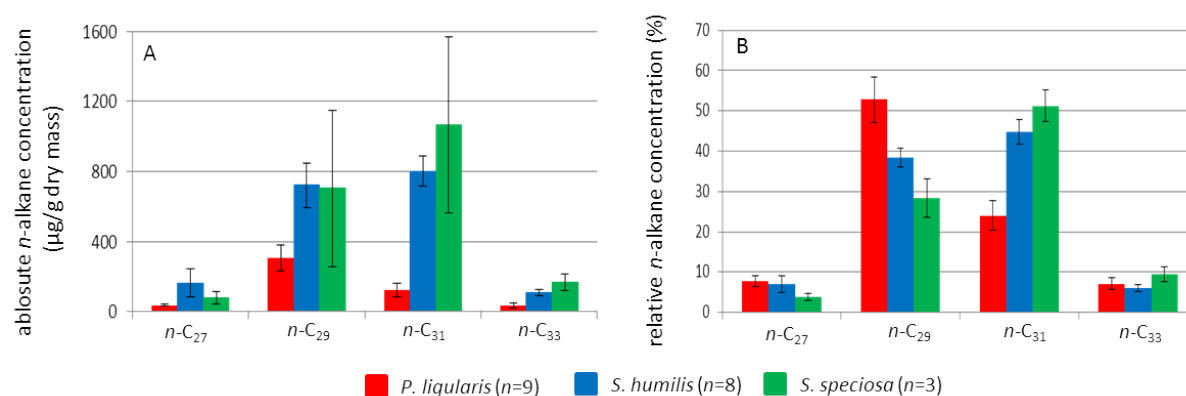 A
ablosute n-alkane concentration
(µg/g dry mass)
1600
1200
800
400
0
n-C27
n-C29
n-C31
n-C33
B
relative n-alkane concentration (%)
70
60
50
40
30
20
10
0
n-C27
n-C29
n-C31
n-C33
P. ligularis (n=9)
S. humilis (n=8)
S. speciosa (n=3)